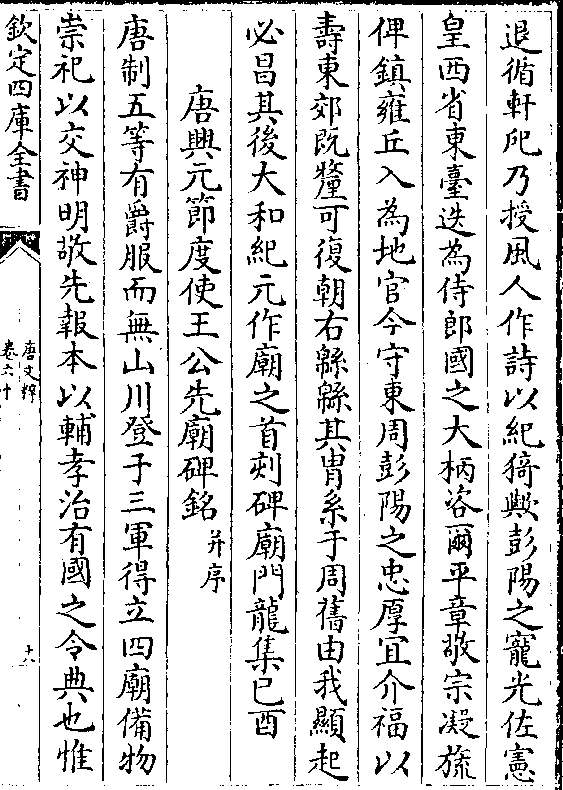 退循軒戺乃授風人作詩以紀猗歟彭陽之寵光佐憲
皇西省東臺迭為侍郎國之大柄咨爾平章敬宗凝旒
俾鎮雍丘入為地官今守東周彭陽之忠厚宜介福以
壽東郊既釐可復朝右緜緜其胄系于周舊由我顯起
必昌其後大和紀元作廟之首刻碑廟門龍集已酉
唐興元節度使王公先廟碑銘并序
唐制五等有爵服而無山川登于三軍得立四廟備物
崇祀以交神明敬先報本以輔孝治有國之令典也惟
欽定四庫全書
唐文粹
卷六十
十八